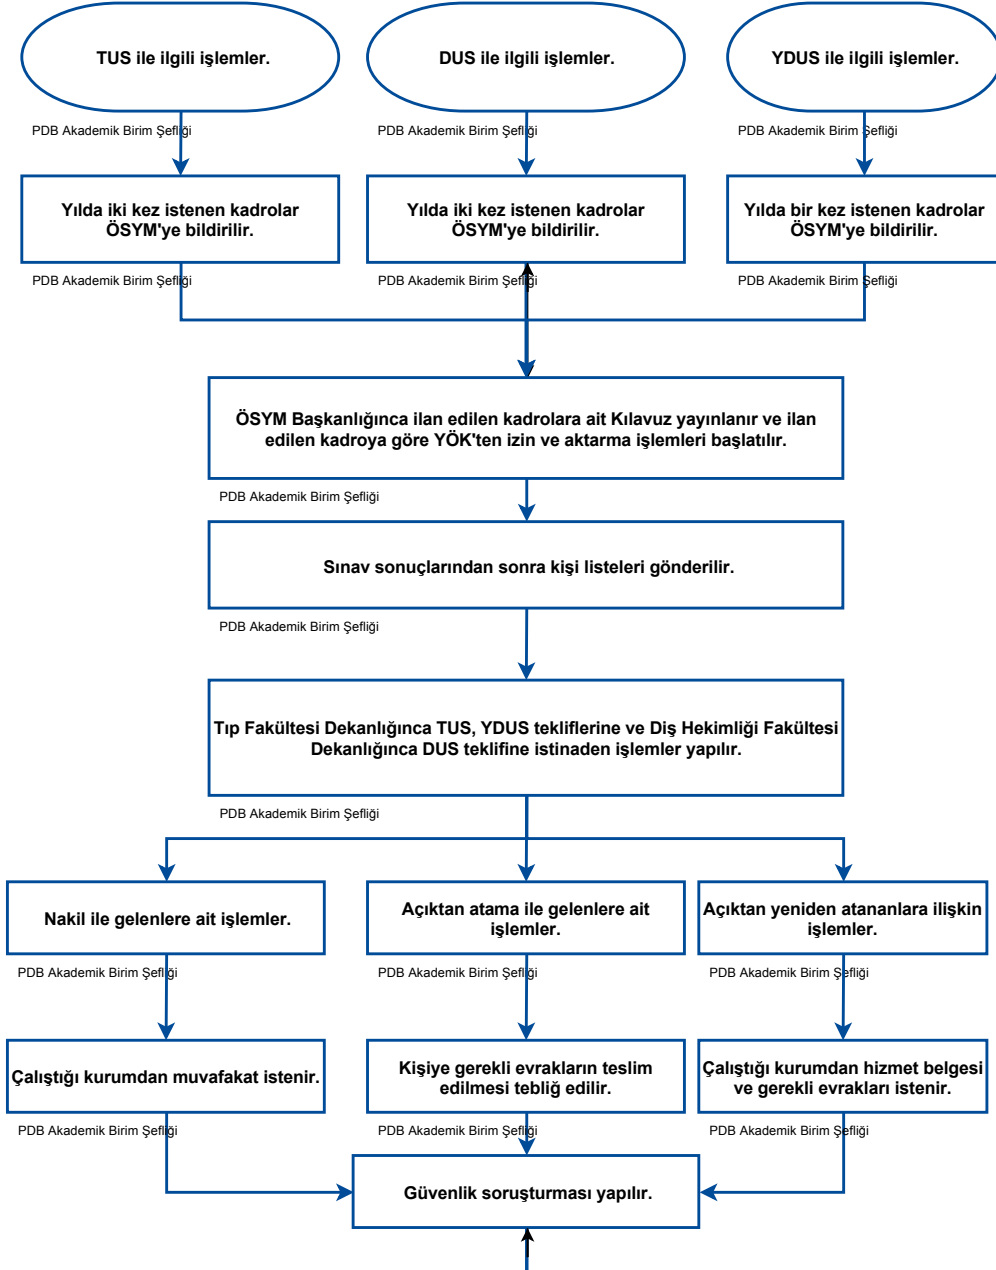 TUS ile ilgili işlemler.
DUS ile ilgili işlemler.
YDUS ile ilgili işlemler.
PDB Akademik Birim Şefliği
PDB Akademik Birim Şefliği
PDB Akademik Birim Şefliği
Yılda iki kez istenen kadrolar
ÖSYM'ye bildirilir.
Yılda iki kez istenen kadrolar
ÖSYM'ye bildirilir.
Yılda bir kez istenen kadrolar
ÖSYM'ye bildirilir.
PDB Akademik Birim Şefliği
PDB Akademik Birim Şefliği
PDB Akademik Birim Şefliği
ÖSYM Başkanlığınca ilan edilen kadrolara ait Kılavuz yayınlanır ve ilan
edilen kadroya göre YÖK'ten izin ve aktarma işlemleri başlatılır.
PDB Akademik Birim Şefliği
Sınav sonuçlarından sonra kişi listeleri gönderilir.
PDB Akademik Birim Şefliği
Tıp Fakültesi Dekanlığınca TUS, YDUS tekliflerine ve Diş Hekimliği Fakültesi
Dekanlığınca DUS teklifine istinaden işlemler yapılır.
PDB Akademik Birim Şefliği
Nakil ile gelenlere ait işlemler.
Açıktan atama ile gelenlere ait
işlemler.
Açıktan yeniden atananlara ilişkin
işlemler.
PDB Akademik Birim Şefliği
PDB Akademik Birim Şefliği
PDB Akademik Birim Şefliği
Çalıştığı kurumdan muvafakat istenir.
Kişiye gerekli evrakların teslim
edilmesi tebliğ edilir.
Çalıştığı kurumdan hizmet belgesi
ve gerekli evrakları istenir.
PDB Akademik Birim Şefliği
PDB Akademik Birim Şefliği
PDB Akademik Birim Şefliği
Güvenlik soruşturması yapılır.